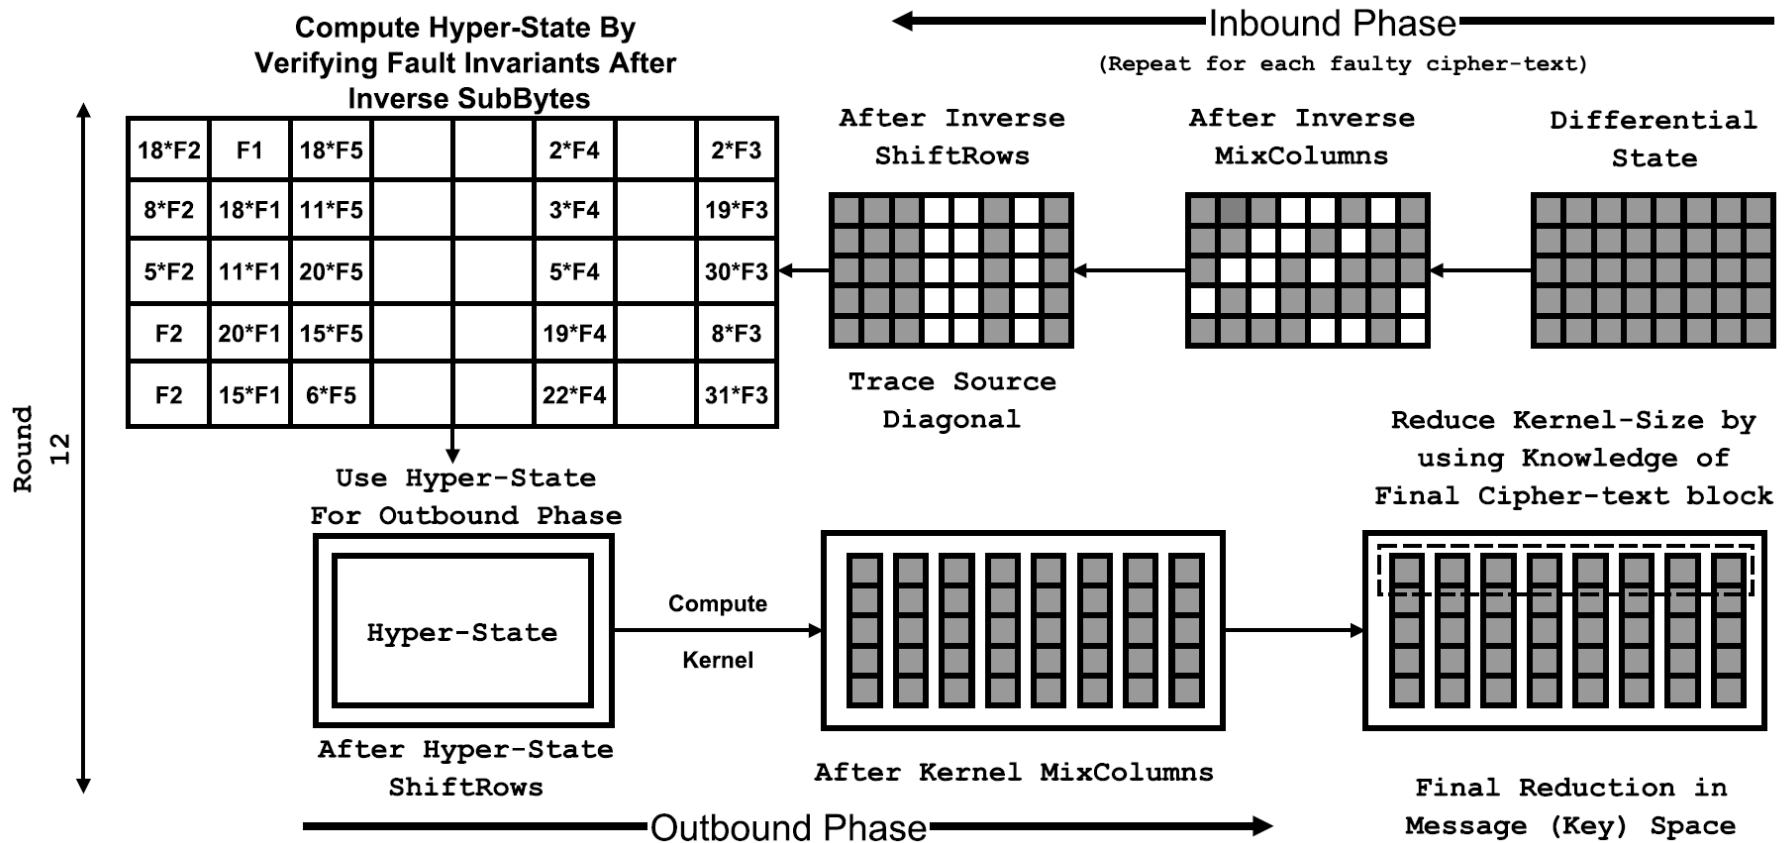 Compute Hyper-State By
Verifying Fault Invariants After
Inverse SubBytes
Inbound Phase
(Repeat for each faulty cipher-text)
After Inverse
ShiftRows
After Inverse
MixColumns
Differential
State
18*F2 F1 18*F5 2*F4 2*F3
8*F2 18*F1 11*F5 3*F4 19*F3
5*F2 11*F1 20*F5 5*F4 30*F3
F2 20*F1 15*F5 19*F4 8*F3
F2 15*F1 6*F5 22*F4 31*F3
Trace Source
Diagonal
Reduce Kernel-Size by
using Knowledge of
Final Cipher-text block
Round
12
Use Hyper-State
For Outbound Phase
Hyper-State
Compute
Kernel
After Hyper-State
ShiftRows
After Kernel MixColumns
Final Reduction in
Message (Key) Space
Outbound Phase